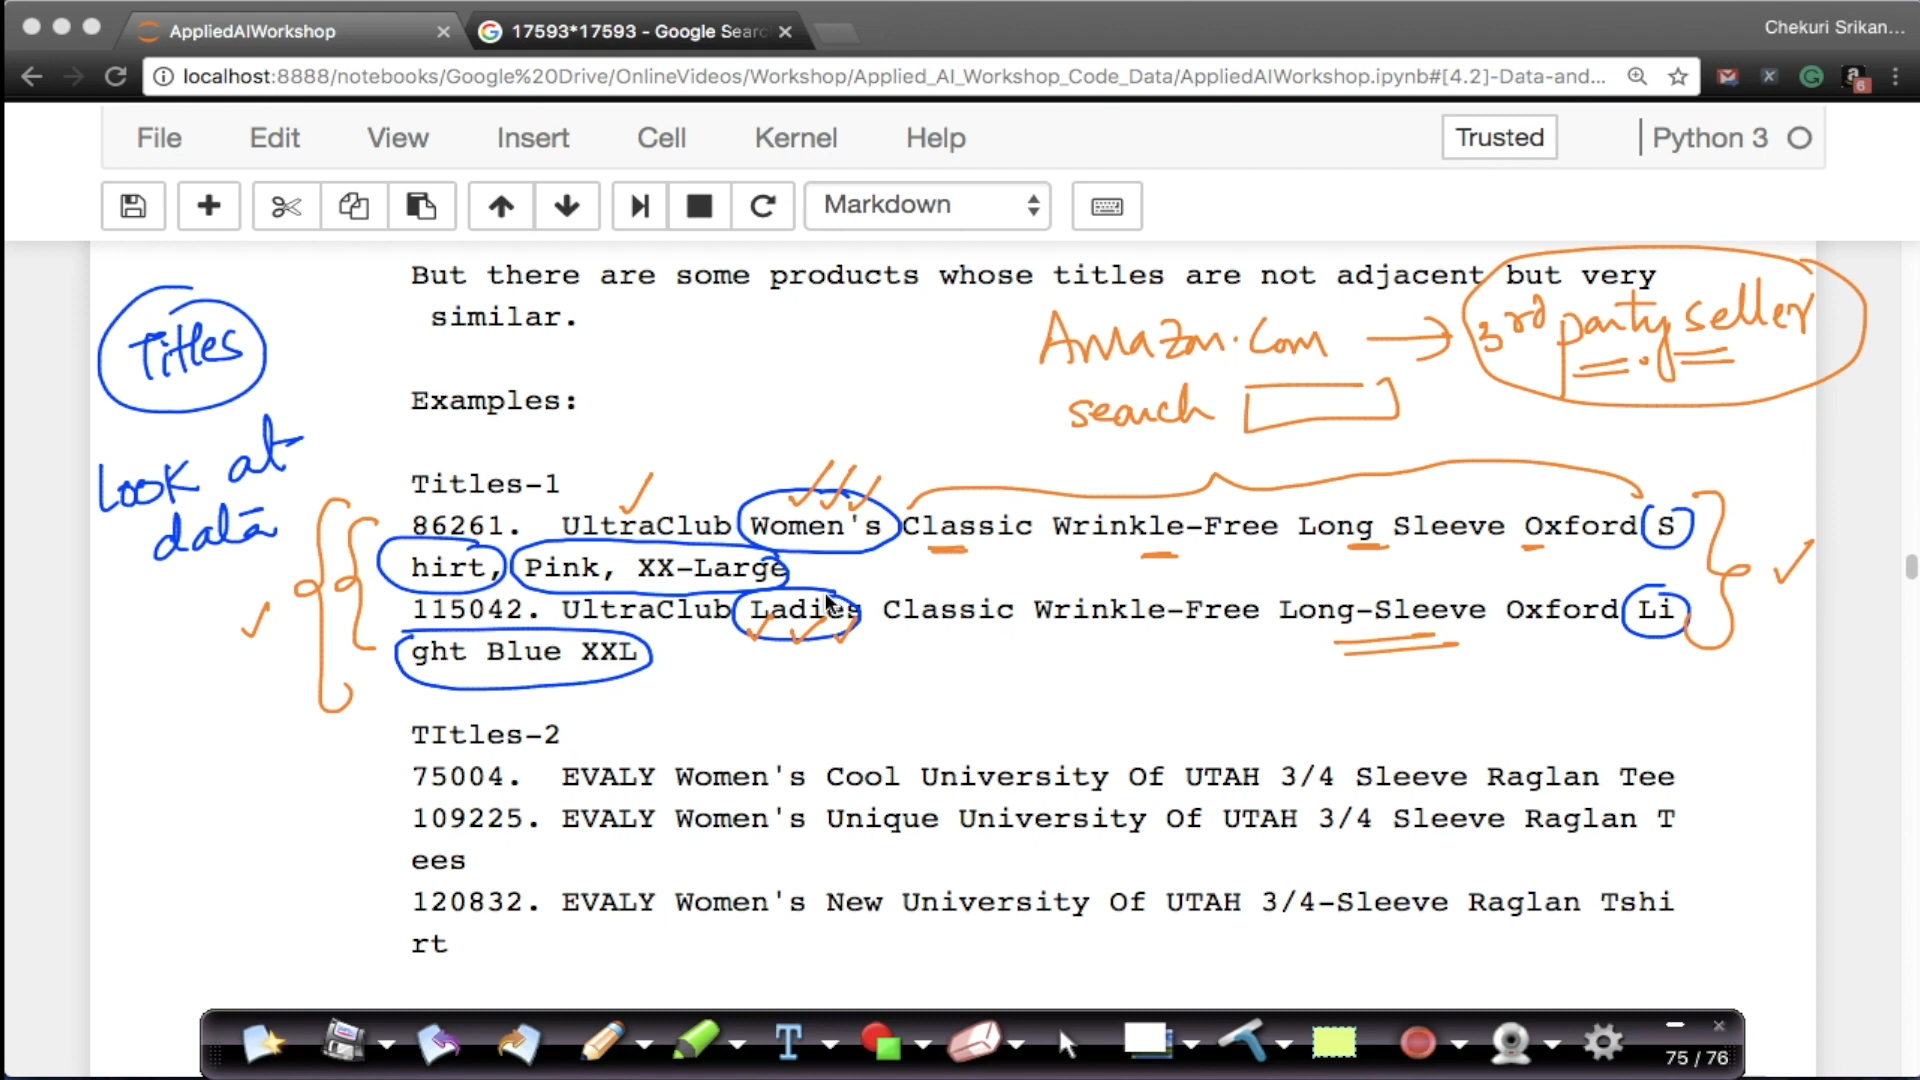 AppliedAIWorkshop
17593*17593 - Google Searc
Chekuri Srikan...
localhost:8888/notebooks/Google%20Drive/OnlineVideos/Workshop/Applied_AI_Workshop_Code_Data/AppliedAIWorkshop.ipynb#[4.2]-Data-and...
6
File Edit View Insert Cell Kernel Help Trusted Python 3
Markdown
But there are some products whose titles are not adjacent but very
similar.
Titles
Amazon.com → 3rd party seller
search
Examples:
Look at
data
Titles-1
86261. UltraClub Women's Classic Wrinkle-Free Long Sleeve Oxford S
hirt, Pink, XX-Large
115042. UltraClub Ladies Classic Wrinkle-Free Long-Sleeve Oxford Li
ght Blue XXL
TItles-2
75004. EVALY Women's Cool University Of UTAH 3/4 Sleeve Raglan Tee
109225. EVALY Women's Unique University Of UTAH 3/4 Sleeve Raglan T
ees
120832. EVALY Women's New University Of UTAH 3/4-Sleeve Raglan Tshi
rt
T
75 / 76